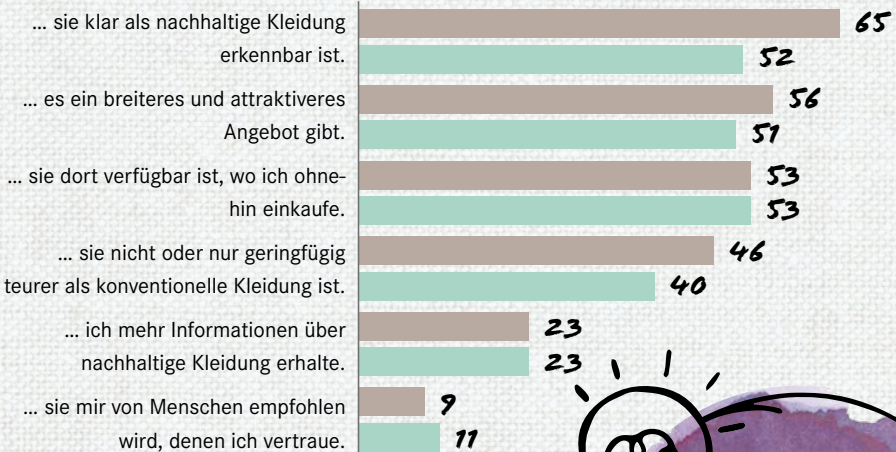 ... sie klar als nachhaltige Kleidung 65
erkennbar ist. 52
... es ein breiteres und attraktiveres 56
Angebot gibt. 51
... sie dort verfügbar ist, wo ich ohne- 53
hin einkaufe. 53
... sie nicht oder nur geringfügig 46
teurer als konventionelle Kleidung ist. 40
... ich mehr Informationen über 23
nachhaltige Kleidung erhalte. 23
... sie mir von Menschen empfohlen 9
wird, denen ich vertraue. 11